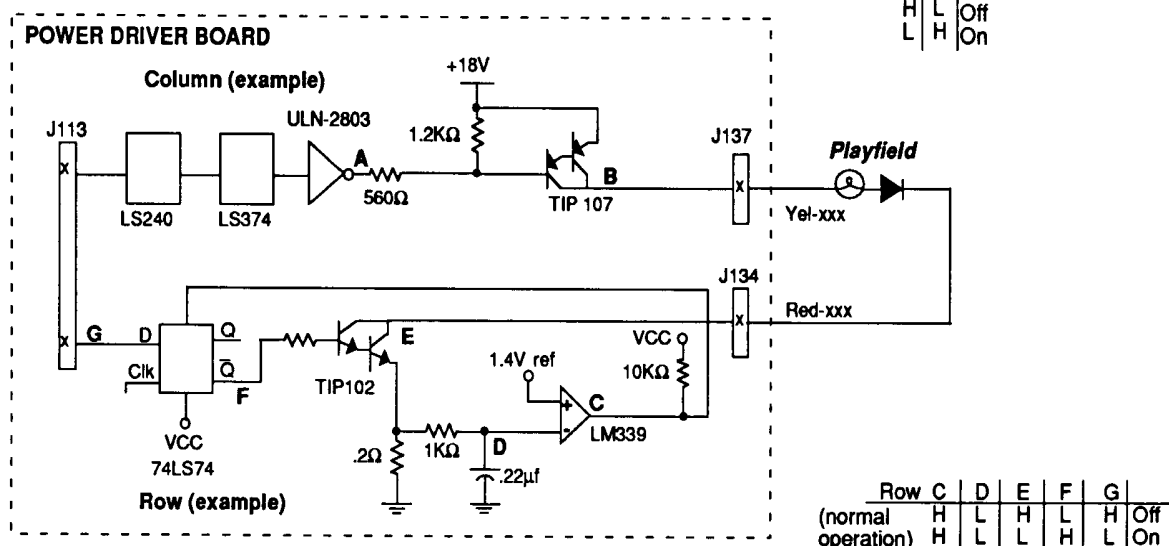 H L Off
L H On
POWER DRIVER BOARD
Column (example)
+18V
ULN-2803
J113
1.2KΩ
J137
A
Playfield
x
B
x
560Ω
TIP 107
LS240
LS374
Yel-xxx
J134
Red-xxx
x
G
D
Q
E
x
VCC
1.4V ref
Clk
Q̅
10KΩ
F
TIP102
+
C
-
LM339
VCC
1KΩ
D
.2Ω
74LS74
.22µf
Row (example)
Row C D E F G
(normal H L H L H Off
operation) H L L H L On